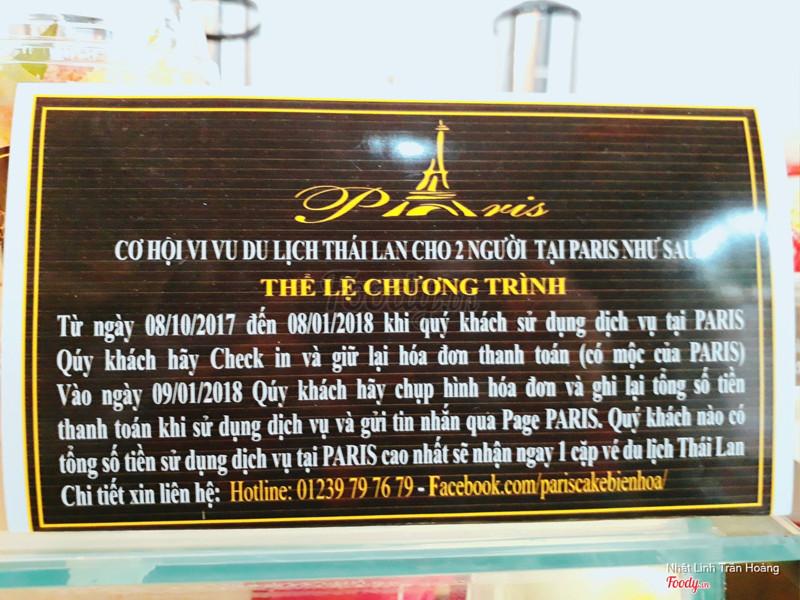 Paris
CƠ HỘI VI VU DU LỊCH THÁI LAN CHO 2 NGƯỜI TẠI PARIS NHƯ SAU
THỂ LỆ CHƯƠNG TRÌNH
Từ ngày 08/10/2017 đến 08/01/2018 khi quý khách sử dụng dịch vụ tại PARIS
Qúy khách hãy Check in và giữ lại hóa đơn thanh toán (có mộc của PARIS)
Vào ngày 09/01/2018 Qúy khách hãy chụp hình hóa đơn và ghi lại tổng số tiền
thanh toán khi sử dụng dịch vụ và gửi tin nhắn qua Page PARIS. Quý khách nào có
tổng số tiền sử dụng dịch vụ tại PARIS cao nhất sẽ nhận ngay 1 cặp vé du lịch Thái Lan
Chi tiết xin liên hệ: Hotline: 01239 79 76 79 - Facebook.com/pariscakebienhoa/
Nhật Linh Trần Hoàng
Foody.vn